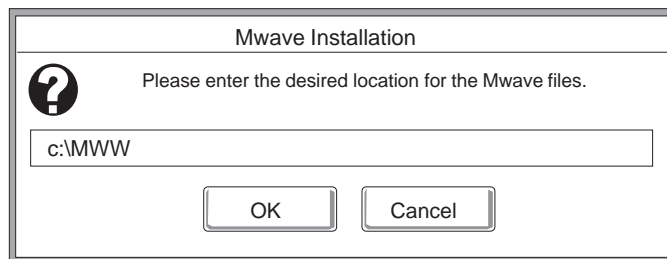 Mwave Installation
Please enter the desired location for the Mwave files.
c:\MWW
OK Cancel